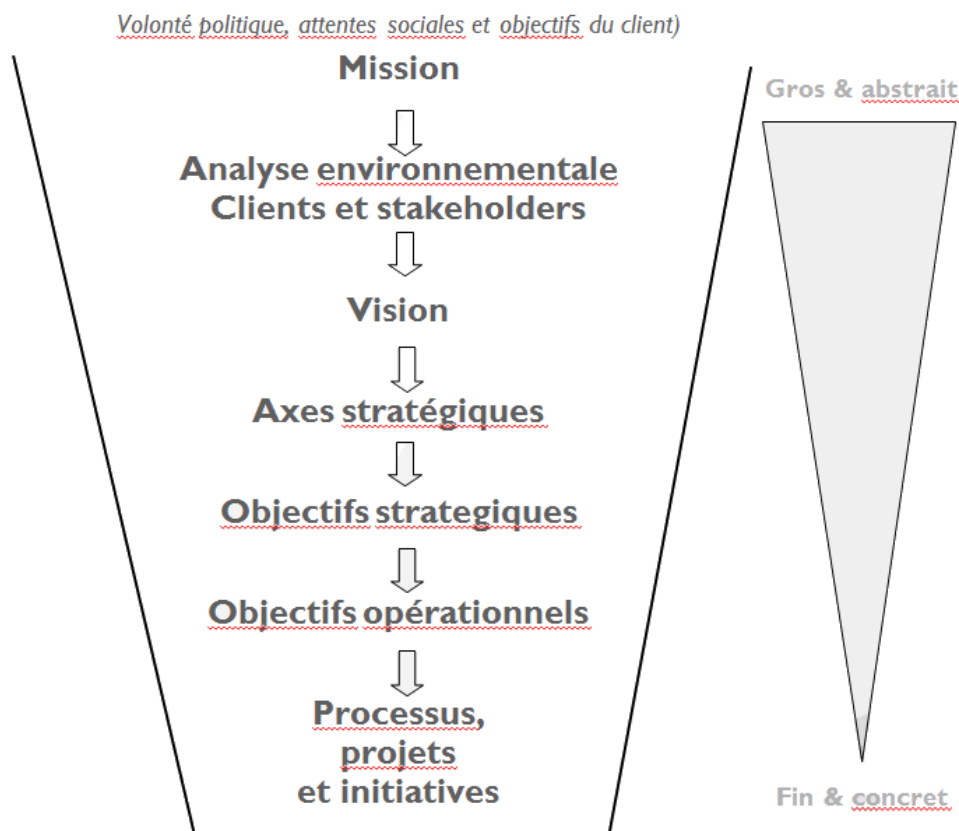 Volonté politique, attentes sociales et objectifs du client)
Mission
Gros & abstrait
Analyse environnementale
Clients et stakeholders
Vision
Axes stratégiques
Objectifs strategiques
Objectifs opérationnels
Processus,
projets
et initiatives
Fin & concret